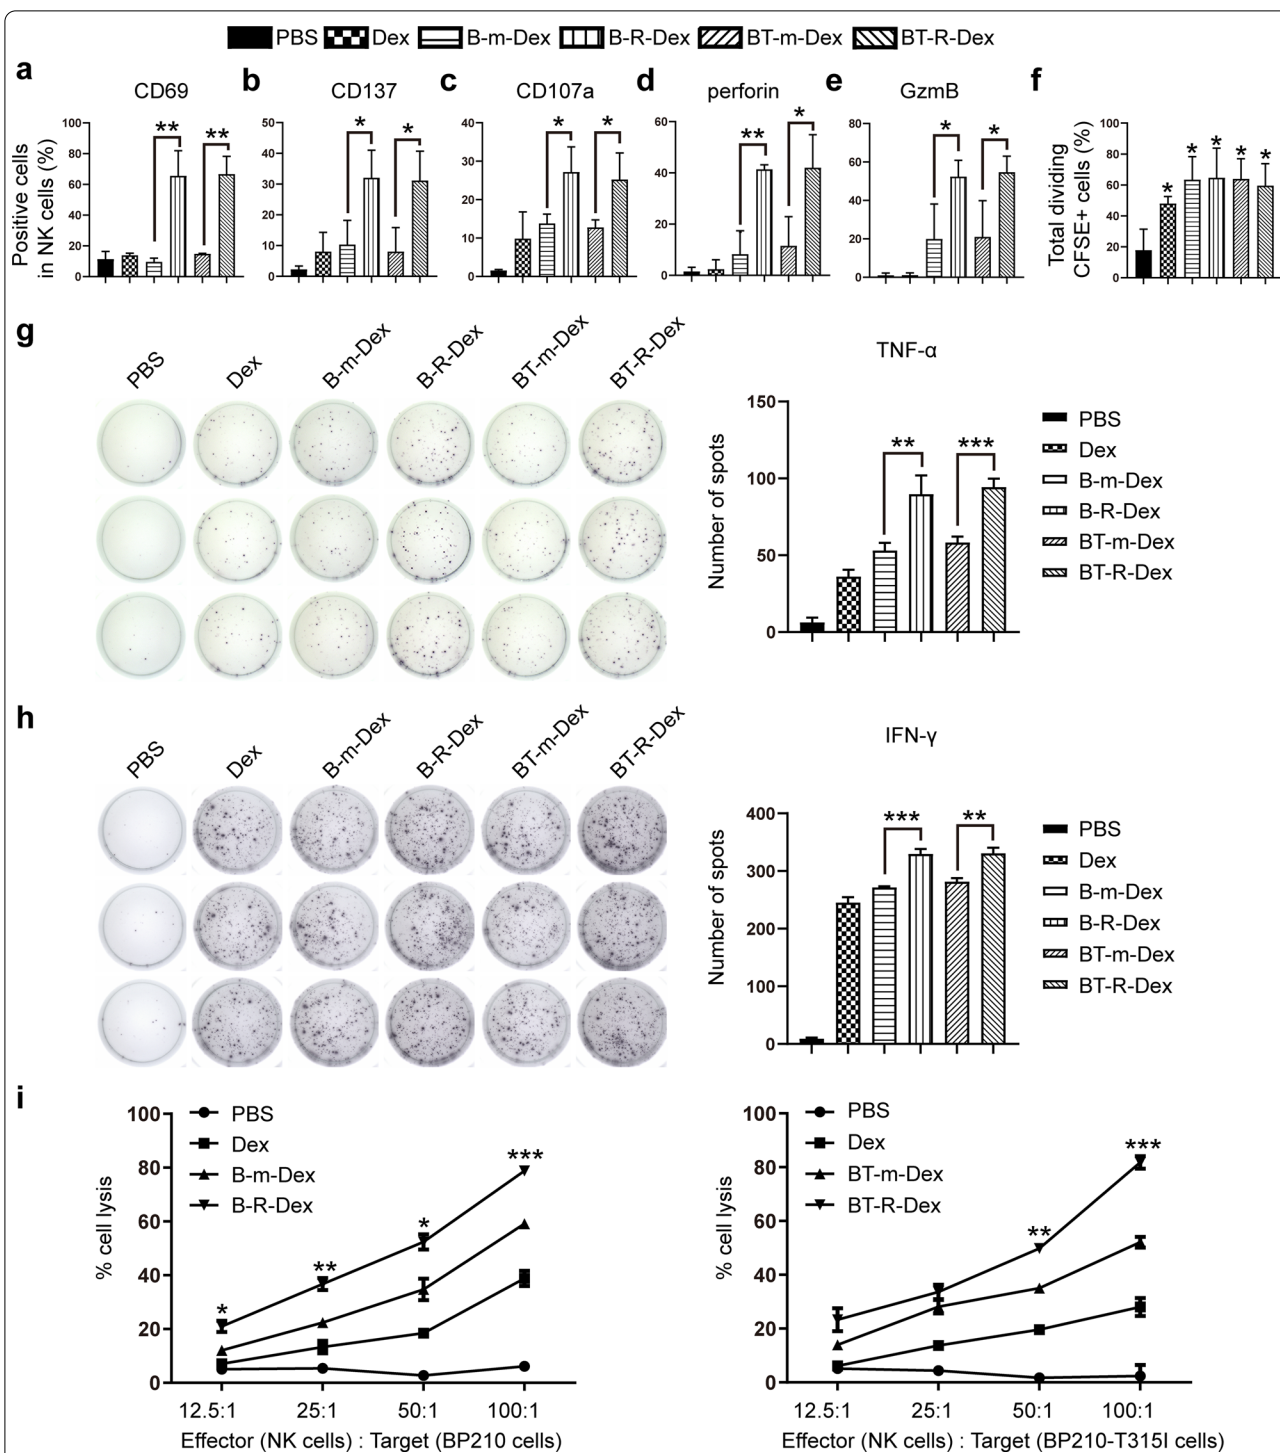 PBS Dex B-m-Dex B-R-Dex BT-m-Dex BT-R-Dex
a b c d e f
CD69 CD137 CD107a perforin GzmB
Positive cells
in NK cells (%)
100
80
60
40
20
0
** **
50
40
30
20
10
0
* *
40
30
20
10
0
* *
60
40
20
0
** *
80
60
40
20
0
* *
Total dividing
CFSE+ cells (%)
100
80
60
40
20
0
* * * * *
g
PBS Dex B-m-Dex B-R-Dex BT-m-Dex BT-R-Dex
TNF-α
Number of spots
150
100
50
0
** ***
PBS
Dex
B-m-Dex
B-R-Dex
BT-m-Dex
BT-R-Dex
h
PBS Dex B-m-Dex B-R-Dex BT-m-Dex BT-R-Dex
IFN-γ
Number of spots
400
300
200
100
0
*** **
PBS
Dex
B-m-Dex
B-R-Dex
BT-m-Dex
BT-R-Dex
i
% cell lysis
100
80
60
40
20
0
PBS
Dex
B-m-Dex
B-R-Dex
* ** * ***
12.5:1 25:1 50:1 100:1
Effector (NK cells) : Target (BP210 cells)
% cell lysis
100
80
60
40
20
0
PBS
Dex
BT-m-Dex
BT-R-Dex
** ***
12.5:1 25:1 50:1 100:1
Effector (NK cells) : Target (BP210-T315I cells)